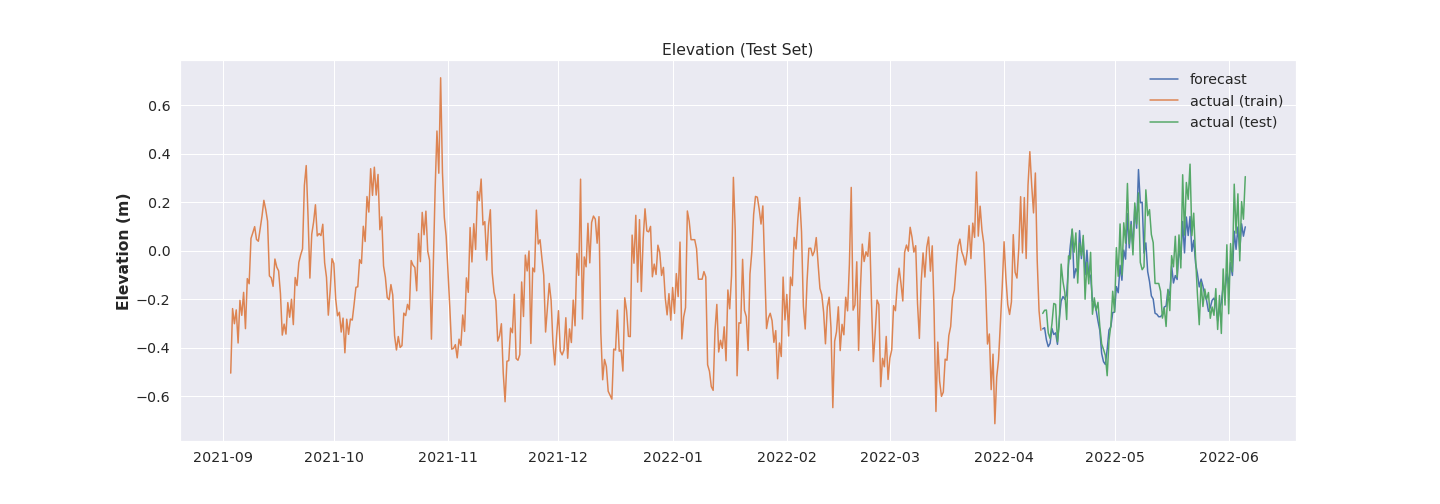 Elevation (Test Set)
forecast
actual (train)
actual (test)
Elevation (m)
0.6
0.4
0.2
0.0
−0.2
−0.4
−0.6
2021-09 2021-10 2021-11 2021-12 2022-01 2022-02 2022-03 2022-04 2022-05 2022-06